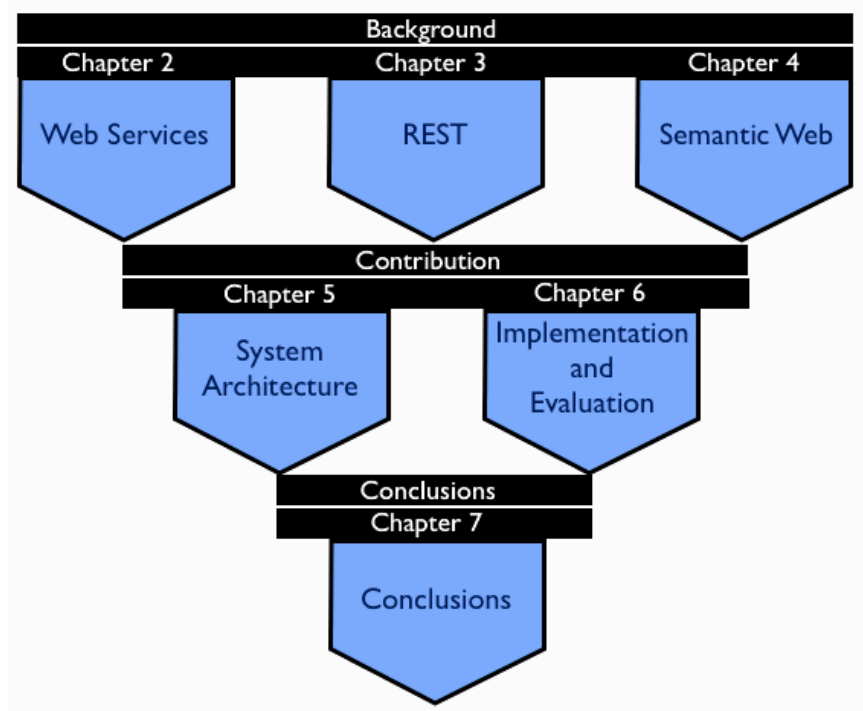 Background
Chapter 2 Chapter 3 Chapter 4
Web Services REST Semantic Web
Contribution
Chapter 5 Chapter 6
System
Architecture
Implementation
and
Evaluation
Conclusions
Chapter 7
Conclusions